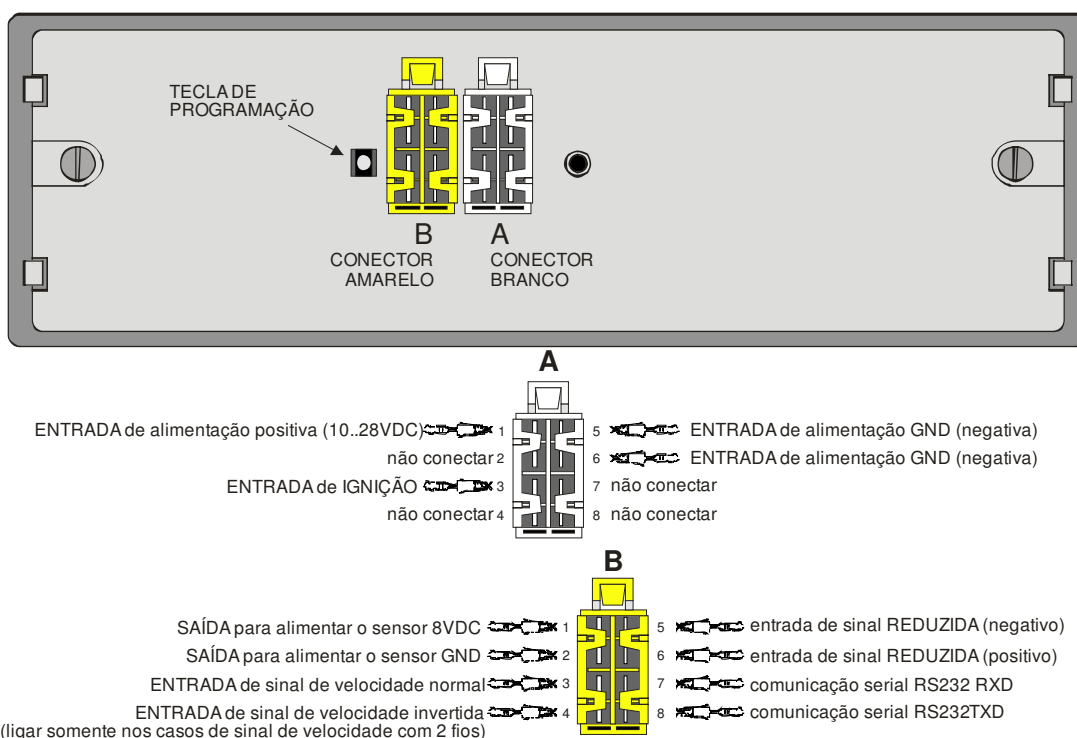 TECLA DE
PROGRAMAÇÃO
B
CONECTOR
AMARELO
A
CONECTOR
BRANCO
A
ENTRADA de alimentação positiva (10..28VDC) 1
não conectar 2
ENTRADA de IGNIÇÃO 3
não conectar 4
5 ENTRADA de alimentação GND (negativa)
6 ENTRADA de alimentação GND (negativa)
7 não conectar
8 não conectar
B
SAÍDA para alimentar o sensor 8VDC 1
SAÍDA para alimentar o sensor GND 2
ENTRADA de sinal de velocidade normal 3
ENTRADA de sinal de velocidade invertida 4
(ligar somente nos casos de sinal de velocidade com 2 fios)
5 entrada de sinal REDUZIDA (negativo)
6 entrada de sinal REDUZIDA (positivo)
7 comunicação serial RS232 RXD
8 comunicação serial RS232TXD